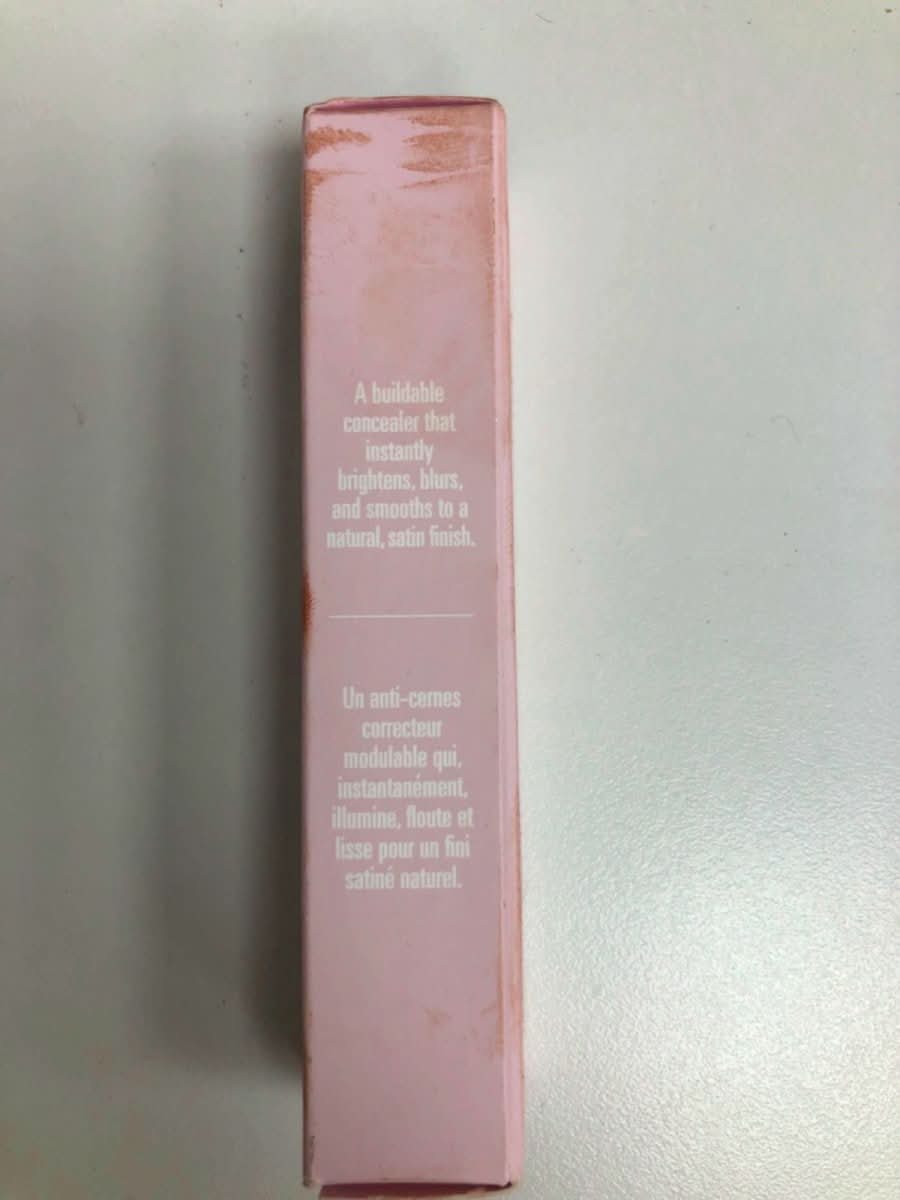 A buildable
concealer that
instantly
brightens, blurs,
and smooths to a
natural, satin finish.
Un anti-cernes
correcteur
modulable qui,
instantanément,
illumine, floute et
lisse pour un fini
satiné naturel.